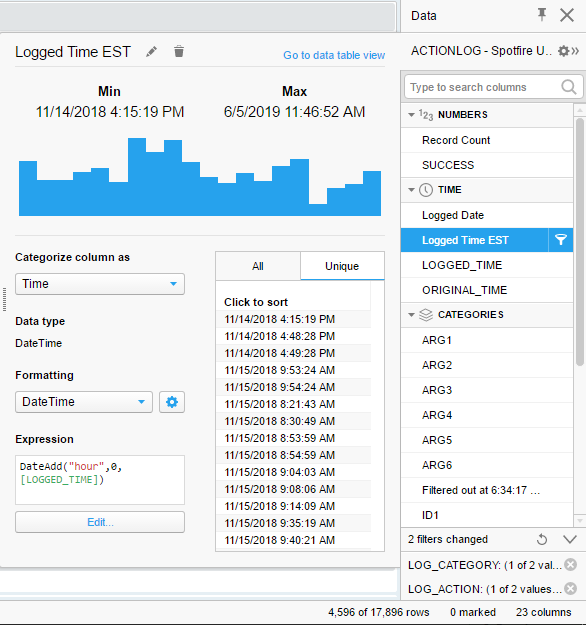 Data
Logged Time EST
Go to data table view
Min
Max
11/14/2018 4:15:19 PM
6/5/2019 11:46:52 AM
Categorize column as
Time
Data type
DateTime
Formatting
DateTime
Expression
DateAdd("hour",0,
[LOGGED_TIME])
Edit...
All
Unique
Click to sort
11/14/2018 4:15:19 PM
11/14/2018 4:48:28 PM
11/14/2018 4:49:28 PM
11/15/2018 9:53:24 AM
11/15/2018 9:54:24 AM
11/15/2018 8:21:43 AM
11/15/2018 8:30:49 AM
11/15/2018 8:53:59 AM
11/15/2018 8:54:59 AM
11/15/2018 9:04:03 AM
11/15/2018 9:08:06 AM
11/15/2018 9:14:09 AM
11/15/2018 9:35:19 AM
11/15/2018 9:40:21 AM
ACTIONLOG - Spotfire U...
Type to search columns
123 NUMBERS
Record Count
SUCCESS
TIME
Logged Date
Logged Time EST
LOGGED_TIME
ORIGINAL_TIME
CATEGORIES
ARG1
ARG2
ARG3
ARG4
ARG5
ARG6
Filtered out at 6:34:17 ...
ID1
2 filters changed
LOG_CATEGORY: (1 of 2 val...
LOG_ACTION: (1 of 2 values...
4,596 of 17,896 rows
0 marked
23 columns